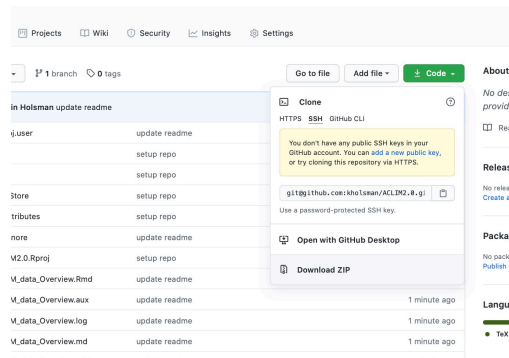 Projects
Wiki
Security
Insights
Settings
1 branch
0 tags
Go to file
Add file
Code
About
in Holsman update readme
Clone
HTTPS SSH GitHub CLI
You don't have any public SSH keys in your
GitHub account. You can add a new public key,
or try cloning this repository via HTTPS.
git@github.com:kholsman/ACLIM2.0.gi
Use a password-protected SSH key.
Open with GitHub Desktop
Download ZIP
oj.user update readme
setup repo
setup repo
Store setup repo
tributes setup repo
nore update readme
M2.0.Rproj setup repo
M_data_Overview.Rmd update readme
M_data_Overview.aux update readme 1 minute ago
M_data_Overview.log update readme 1 minute ago
M_data_Overview.md update readme 1 minute ago
No des
provid
Rea
Releas
No relea
Create a
Packa
No pack
Publish
Langu
TeX